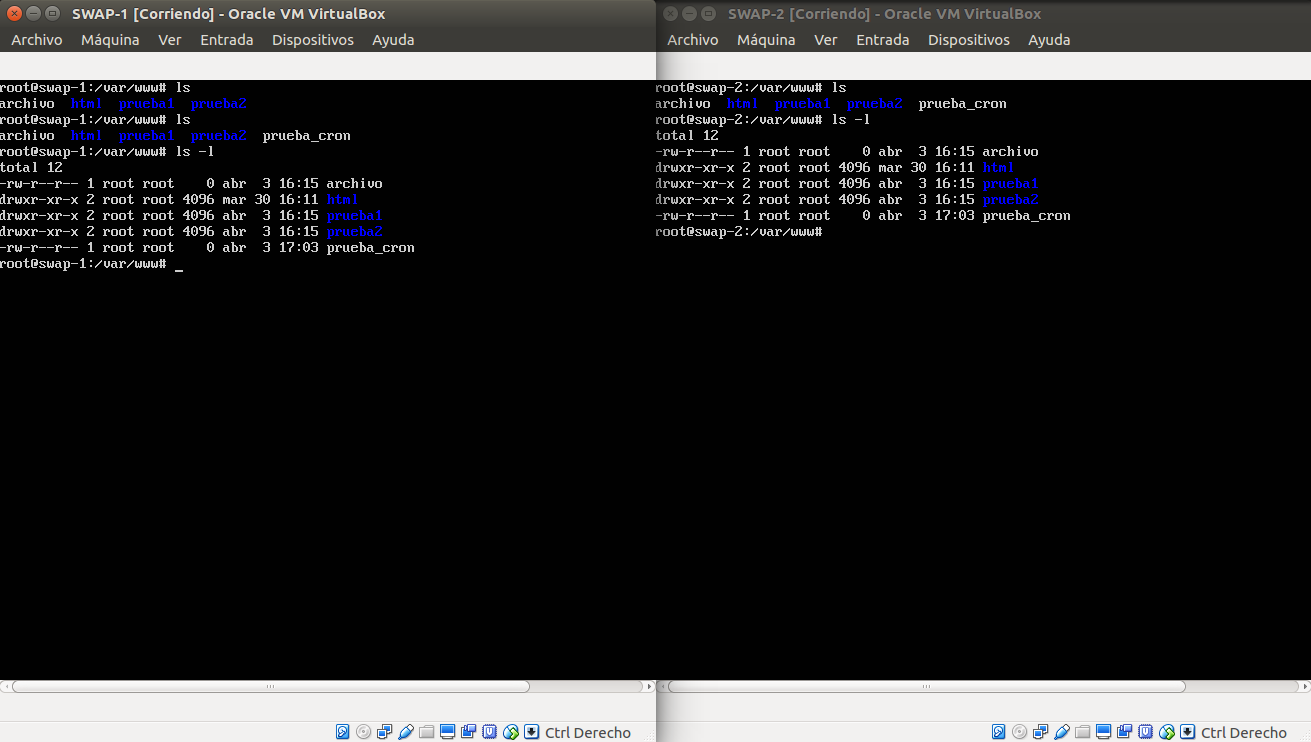 SWAP-1 [Corriendo] - Oracle VM VirtualBox
Archivo Máquina Ver Entrada Dispositivos Ayuda
root@swap-1:/var/www# ls
archivo  html  prueba1  prueba2
root@swap-1:/var/www# ls
archivo  html  prueba1  prueba2  prueba_cron
root@swap-1:/var/www# ls -l
total 12
-rw-r--r-- 1 root root    0 abr  3 16:15 archivo
drwxr-xr-x 2 root root 4096 mar 30 16:11 html
drwxr-xr-x 2 root root 4096 abr  3 16:15 prueba1
drwxr-xr-x 2 root root 4096 abr  3 16:15 prueba2
-rw-r--r-- 1 root root    0 abr  3 17:03 prueba_cron
root@swap-1:/var/www# _
Ctrl Derecho
SWAP-2 [Corriendo] - Oracle VM VirtualBox
Archivo Máquina Ver Entrada Dispositivos Ayuda
root@swap-2:/var/www# ls
archivo  html  prueba1  prueba2  prueba_cron
root@swap-2:/var/www# ls -l
total 12
-rw-r--r-- 1 root root    0 abr  3 16:15 archivo
drwxr-xr-x 2 root root 4096 mar 30 16:11 html
drwxr-xr-x 2 root root 4096 abr  3 16:15 prueba1
drwxr-xr-x 2 root root 4096 abr  3 16:15 prueba2
-rw-r--r-- 1 root root    0 abr  3 17:03 prueba_cron
root@swap-2:/var/www#
Ctrl Derecho